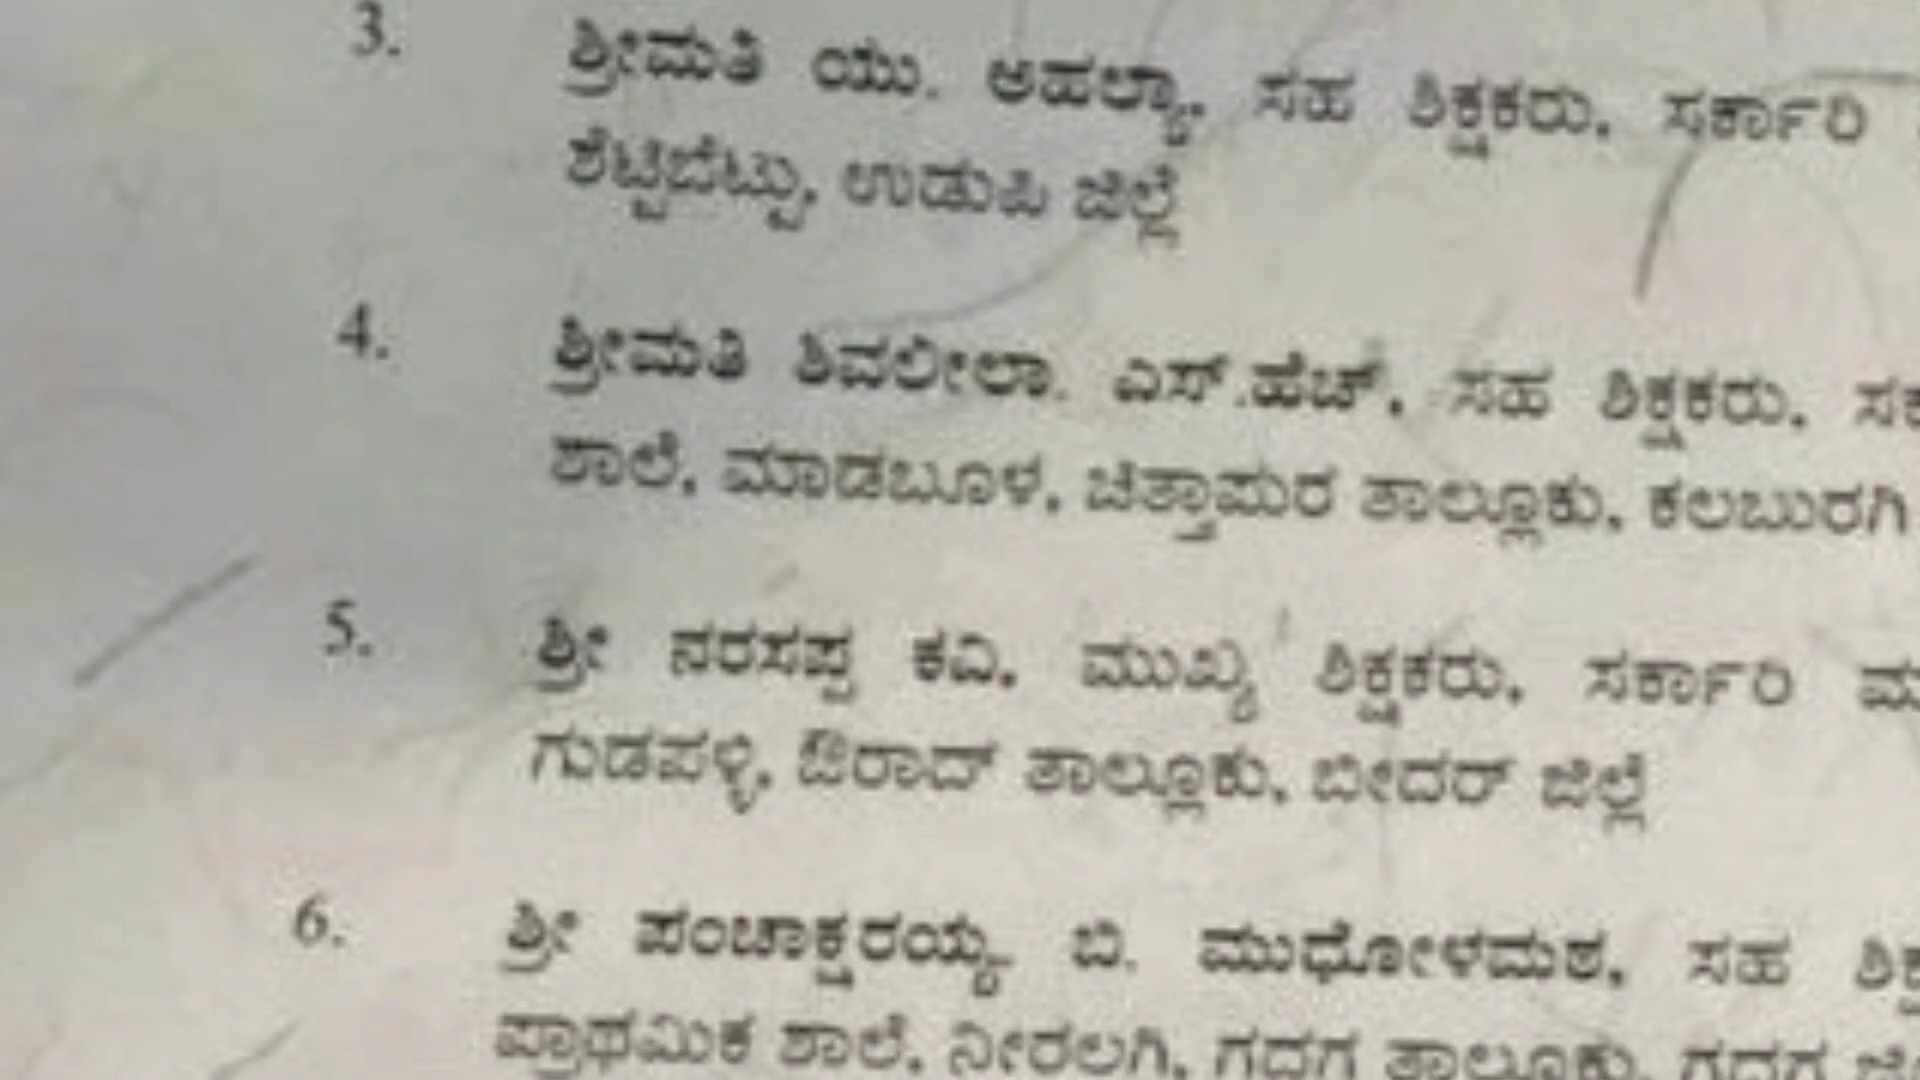 3. ಶ್ರೀಮತಿ ಯು. ಅಹಲ್ಯಾ, ಸಹ ಶಿಕ್ಷಕರು, ಸರ್ಕಾರಿ
ಶೆಟ್ಟಿಬೆಟ್ಟು, ಉಡುಪಿ ಜಿಲ್ಲೆ
4. ಶ್ರೀಮತಿ ಶಿವಲೀಲಾ. ಎಸ್.ಹೆಚ್, ಸಹ ಶಿಕ್ಷಕರು,
ಶಾಲೆ, ಮಾಡಬೂಳ, ಚಿತ್ತಾಪುರ ತಾಲ್ಲೂಕು, ಕಲಬುರಗಿ
5. ಶ್ರೀ ನರಸಪ್ಪ ಕವಿ, ಮುಖ್ಯ ಶಿಕ್ಷಕರು, ಸರ್ಕಾರಿ
ಗುಡಪಳ್ಳಿ, ಔರಾದ್ ತಾಲ್ಲೂಕು, ಬೀದರ್ ಜಿಲ್ಲೆ
6. ಶ್ರೀ ಪಂಚಾಕ್ಷರಯ್ಯ ಬಿ. ಮುಧೋಳಮಠ, ಸಹ
ಪ್ರಾಥಮಿಕ ಶಾಲೆ, ನೀರಲಗಿ, ಗದಗ ತಾಲ್ಲೂಕು, ಗದಗ